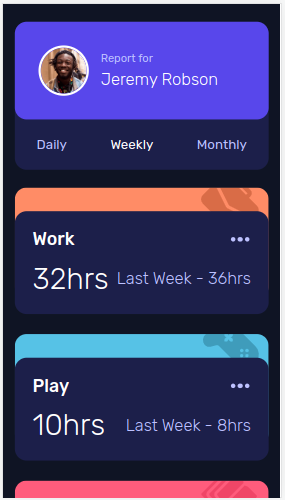 Report for
Jeremy Robson
Daily Weekly Monthly
Work
32hrs Last Week - 36hrs
Play
10hrs Last Week - 8hrs